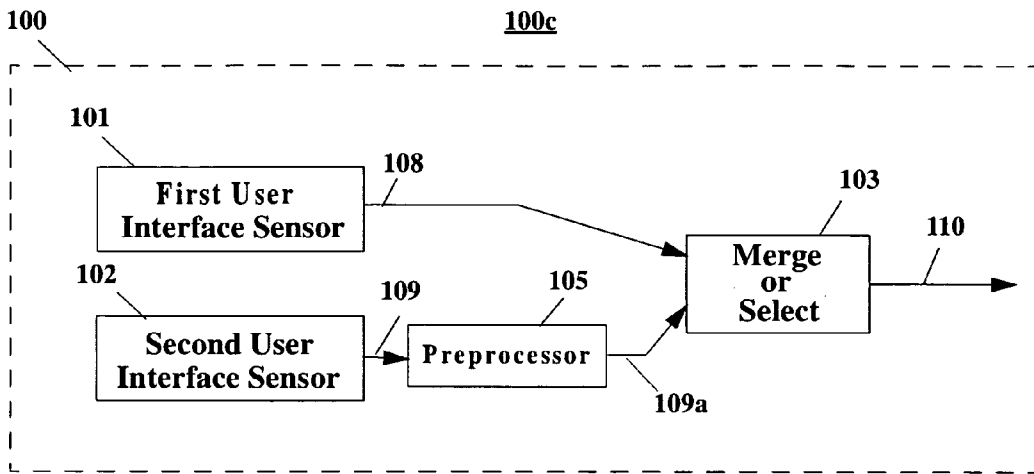 100
100c
101
First User
Interface Sensor
108
103
Merge
or
Select
110
102
Second User
Interface Sensor
109
105
Preprocessor
109a